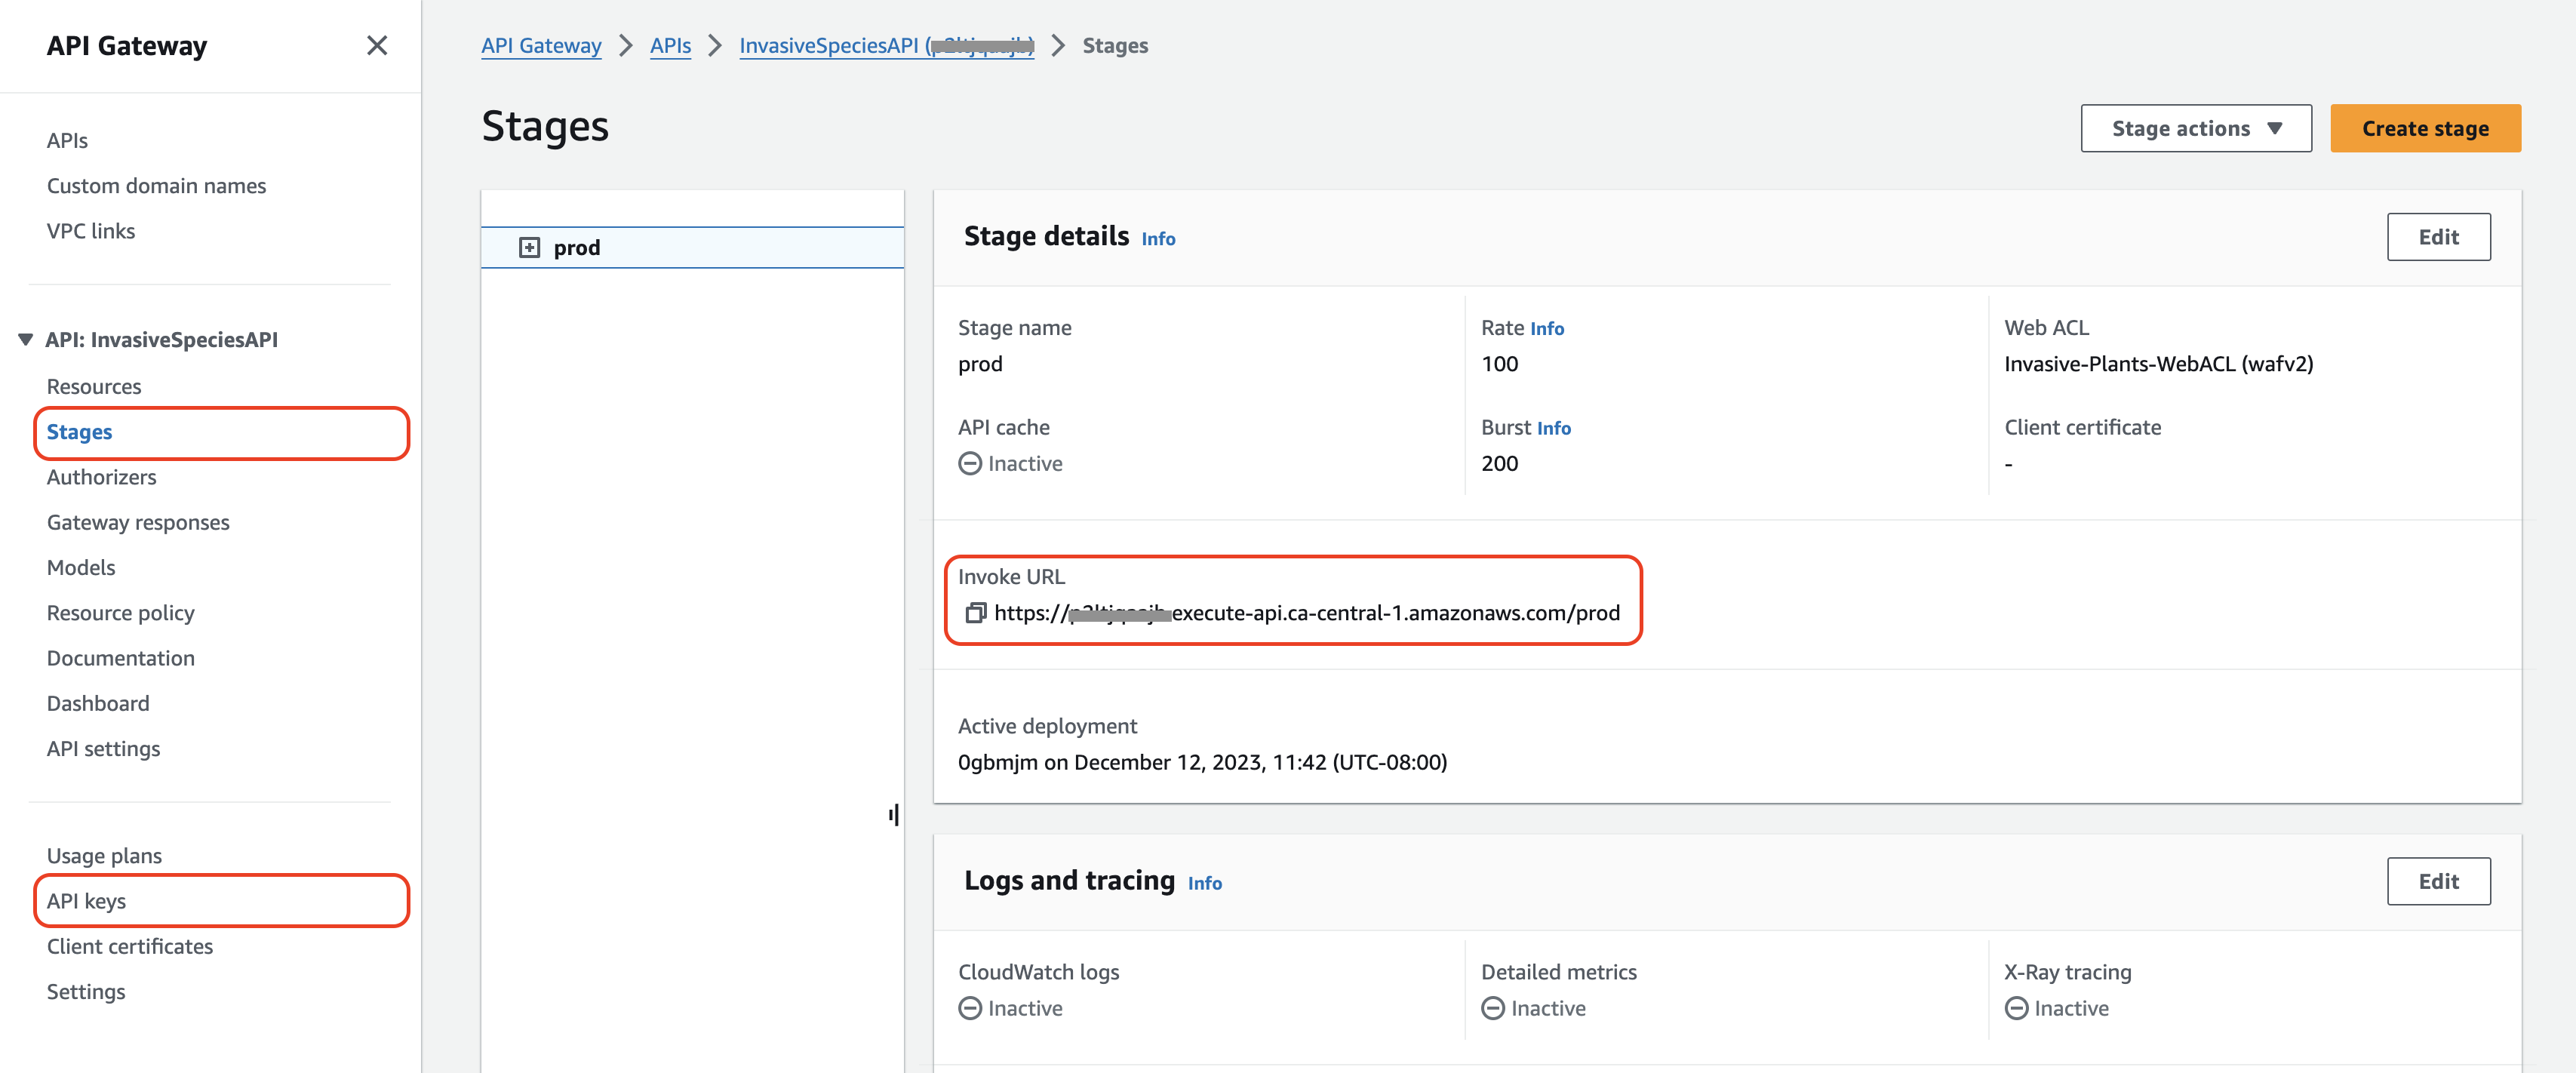 API Gateway
APIs
Custom domain names
VPC links
API: InvasiveSpeciesAPI
Resources
Stages
Authorizers
Gateway responses
Models
Resource policy
Documentation
Dashboard
API settings
Usage plans
API keys
Client certificates
Settings
API Gateway > APIs > InvasiveSpeciesAPI ( ) > Stages
Stages
Stage actions
Create stage
prod
Stage details Info
Edit
Stage name
prod
Rate Info
100
Web ACL
Invasive-Plants-WebACL (wafv2)
API cache
Inactive
Burst Info
200
Client certificate
-
Invoke URL
https:// execute-api.ca-central-1.amazonaws.com/prod
Active deployment
0gbmjm on December 12, 2023, 11:42 (UTC-08:00)
Logs and tracing Info
Edit
CloudWatch logs
Inactive
Detailed metrics
Inactive
X-Ray tracing
Inactive